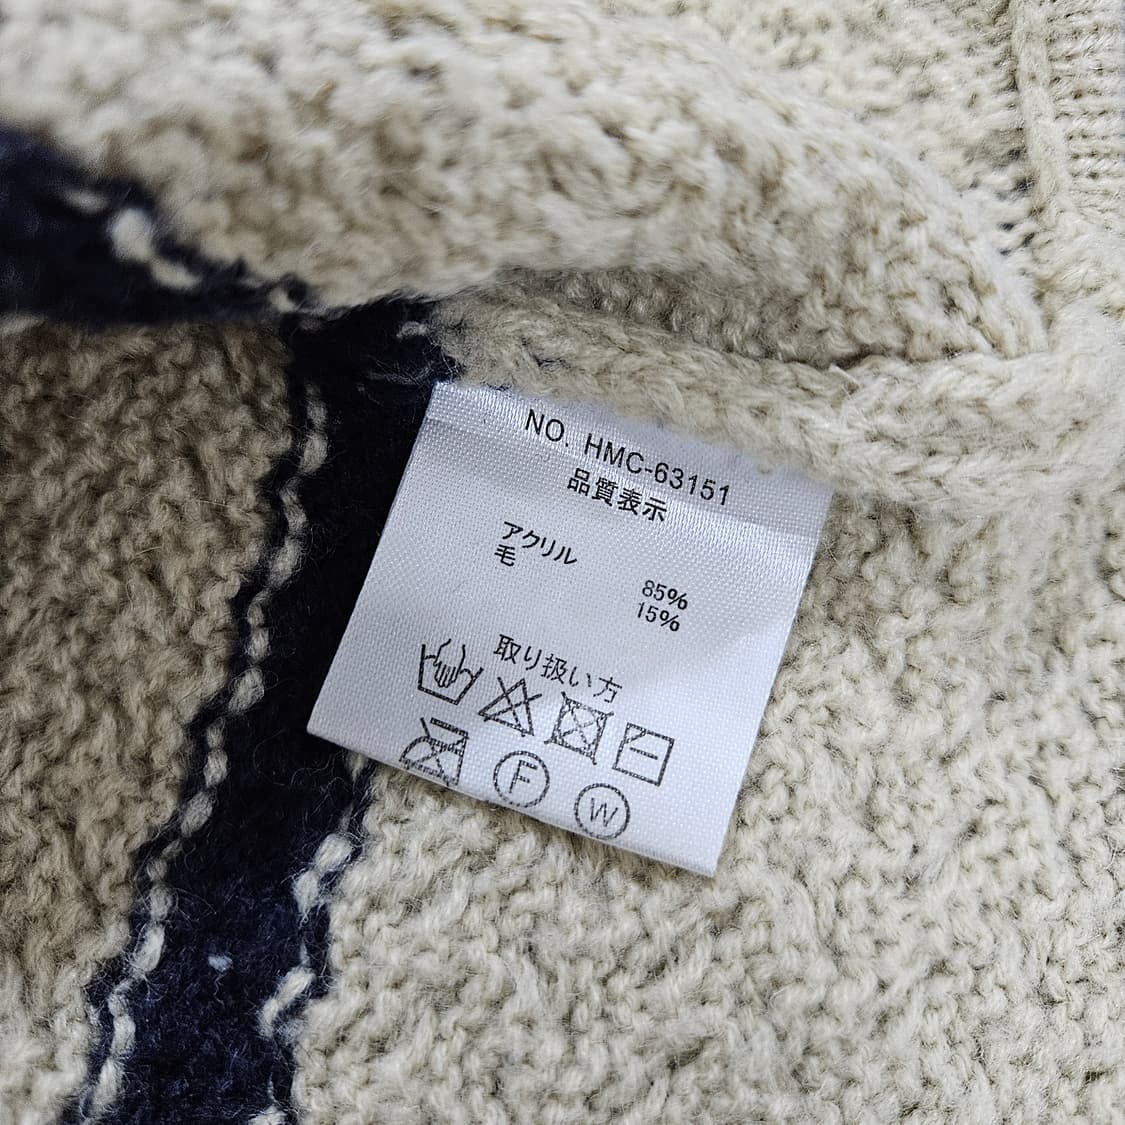 NO. HMC-63151
品質表示
アクリル 85%
毛 15%
取り扱い方
F W